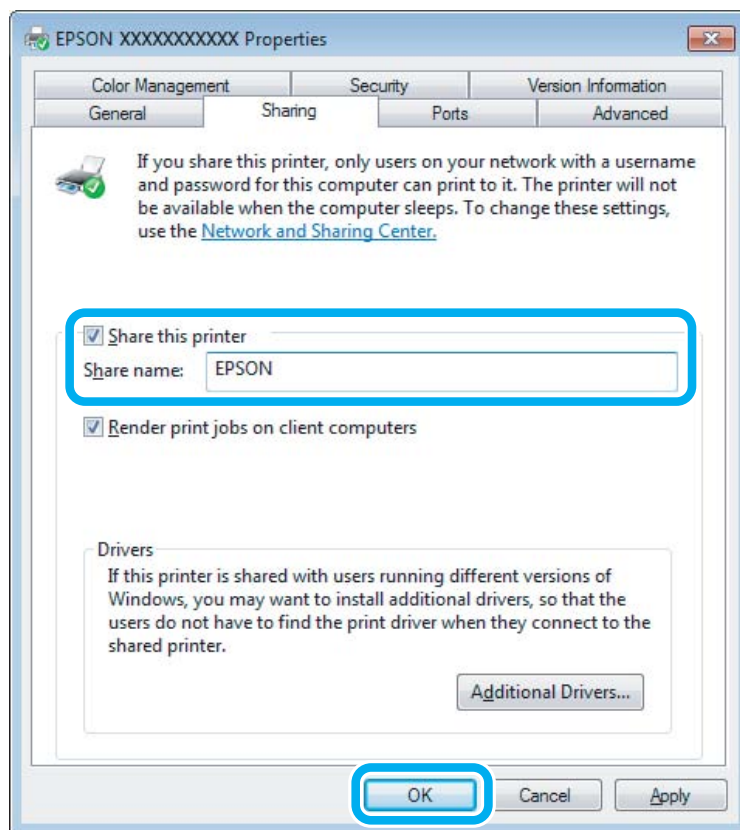 EPSON XXXXXXXXXXX Properties
Color Management Security Version Information
General Sharing Ports Advanced
If you share this printer, only users on your network with a username
and password for this computer can print to it. The printer will not
be available when the computer sleeps. To change these settings,
use the Network and Sharing Center.
Share this printer
Share name: EPSON
Render print jobs on client computers
Drivers
If this printer is shared with users running different versions of
Windows, you may want to install additional drivers, so that the
users do not have to find the print driver when they connect to the
shared printer.
Additional Drivers...
OK Cancel Apply